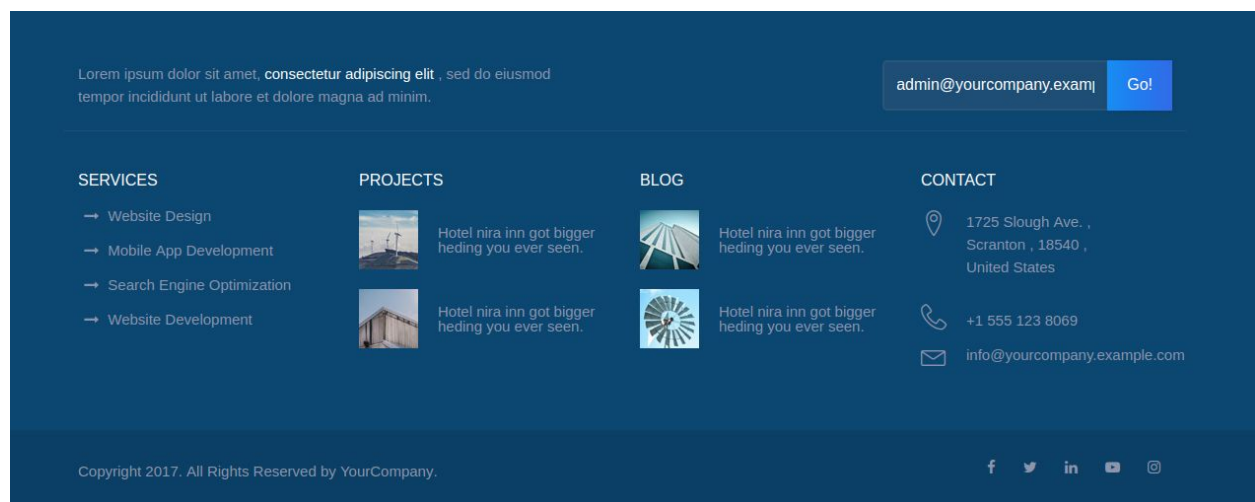 Lorem ipsum dolor sit amet, consectetur adipiscing elit , sed do eiusmod
tempor incididunt ut labore et dolore magna ad minim.
admin@yourcompany.exam
Go!
SERVICES
Website Design
Mobile App Development
Search Engine Optimization
Website Development
PROJECTS
Hotel nira inn got bigger
heding you ever seen.
Hotel nira inn got bigger
heding you ever seen.
BLOG
Hotel nira inn got bigger
heding you ever seen.
Hotel nira inn got bigger
heding you ever seen.
CONTACT
1725 Slough Ave. ,
Scranton , 18540 ,
United States
+1 555 123 8069
info@yourcompany.example.com
Copyright 2017. All Rights Reserved by YourCompany.